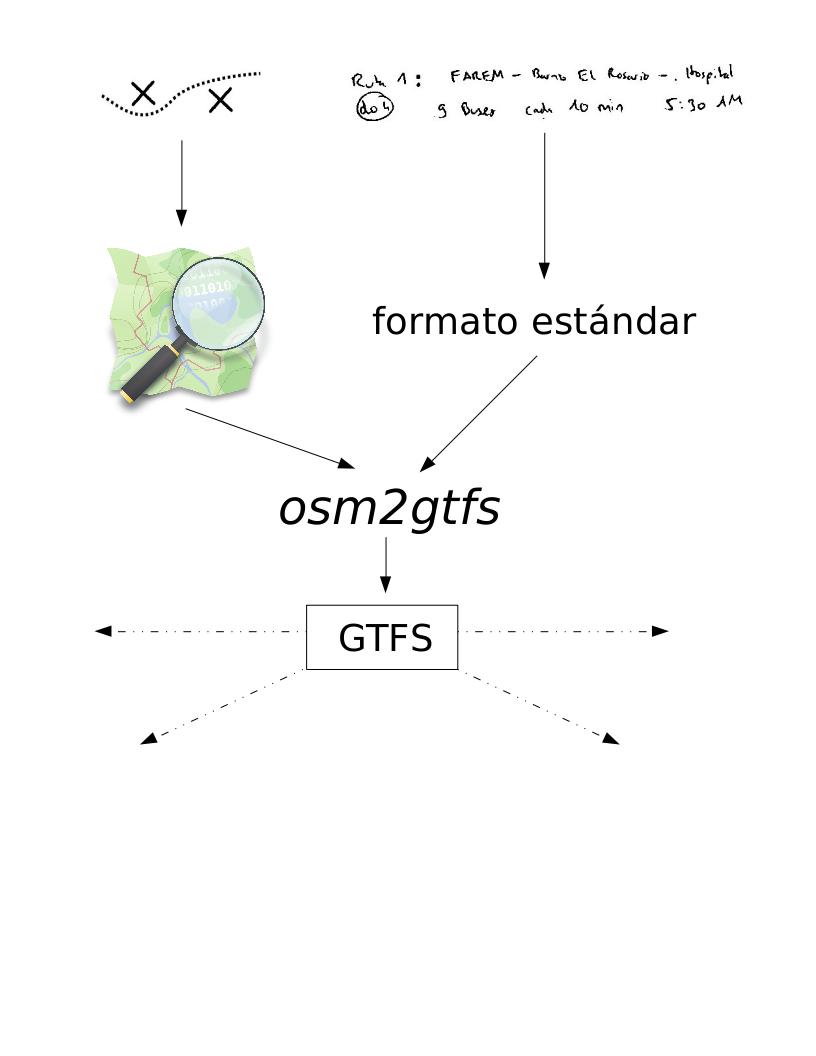 Ruta 1: FAREM - Barrio EL Rosario - . Hospital
9 Buses cada 10 min 5:30 AM
formato estándar
osm2gtfs
GTFS